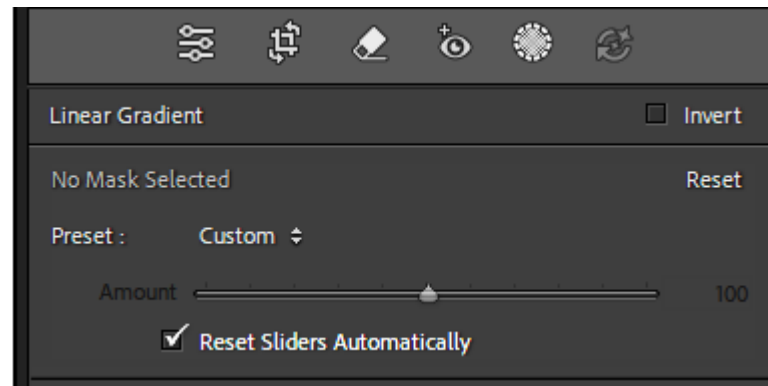 Linear Gradient Invert
No Mask Selected Reset
Preset : Custom
Amount 100
Reset Sliders Automatically